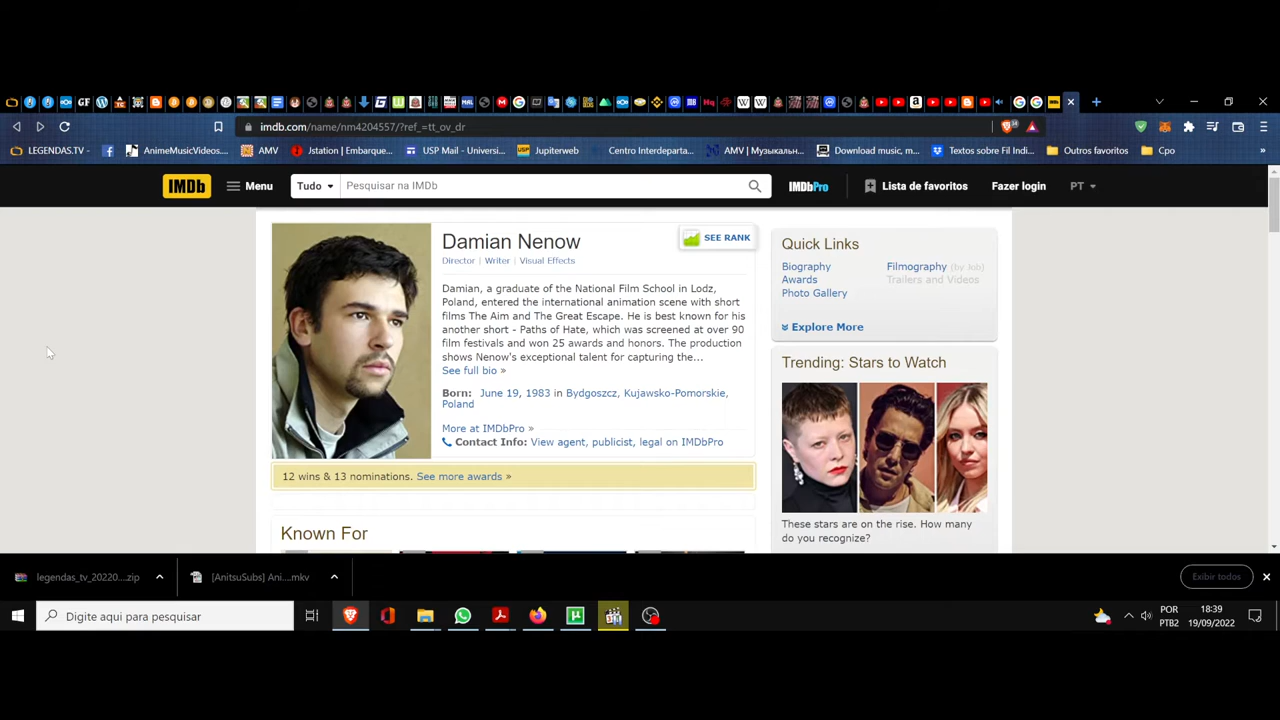 imdb.com/name/nm4204557/?ref_=tt_ov_dr
LEGENDAS.TV -
AnimeMusicVideos...
AMV
Jstation | Embarque...
USP Mail - Universi...
Jupiterweb
Centro Interdeparta...
AMV | Музыкальн...
Download music, m...
Textos sobre Fil Indi...
Outros favoritos
Cpo
»
IMDb
Menu
Tudo
Pesquisar na IMDb
IMDbPro
Lista de favoritos
Fazer login
PT
Damian Nenow
SEE RANK
Director | Writer | Visual Effects
Damian, a graduate of the National Film School in Lodz,
Poland, entered the international animation scene with short
films The Aim and The Great Escape. He is best known for his
another short - Paths of Hate, which was screened at over 90
film festivals and won 25 awards and honors. The production
shows Nenow's exceptional talent for capturing the...
See full bio »
Born: June 19, 1983 in Bydgoszcz, Kujawsko-Pomorskie,
Poland
More at IMDbPro »
Contact Info: View agent, publicist, legal on IMDbPro
12 wins & 13 nominations. See more awards »
Known For
Quick Links
Biography
Filmography (by Job)
Awards
Trailers and Videos
Photo Gallery
Explore More
Trending: Stars to Watch
These stars are on the rise. How many
do you recognize?
legendas_tv_20220....zip
[AnitsuSubs] Ani....mkv
Exibir todos
Digite aqui para pesquisar
POR
PTB2
18:39
19/09/2022